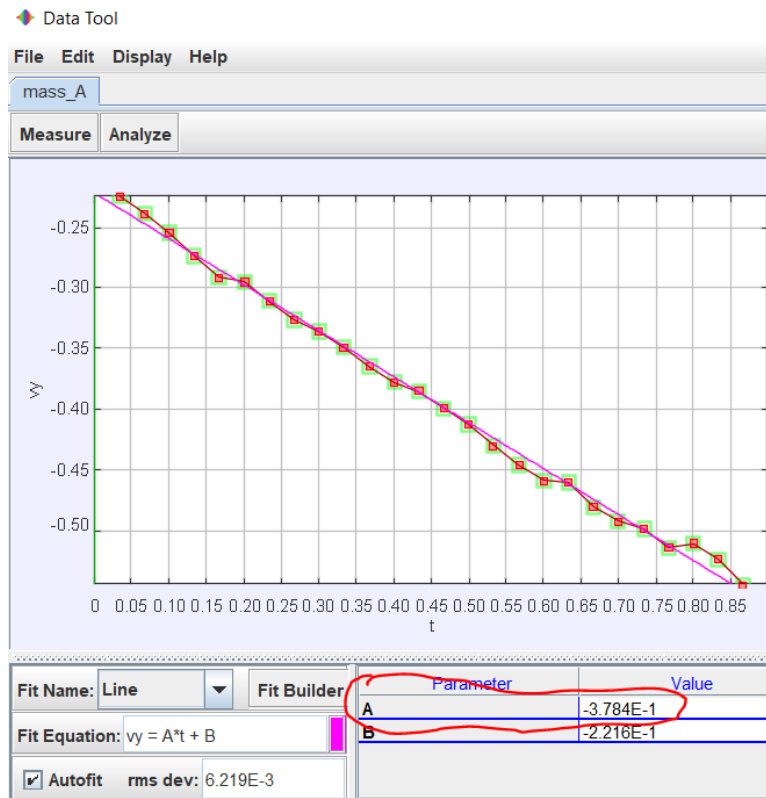 Data Tool
File Edit Display Help
mass_A
Measure Analyze
-0.25
-0.30
-0.35
vy
-0.40
-0.45
-0.50
0 0.05 0.10 0.15 0.20 0.25 0.30 0.35 0.40 0.45 0.50 0.55 0.60 0.65 0.70 0.75 0.80 0.85
t
Fit Name: Line Fit Builder
Parameter Value
A -3.784E-1
Fit Equation: vy = A*t + B
B -2.216E-1
Autofit rms dev: 6.219E-3